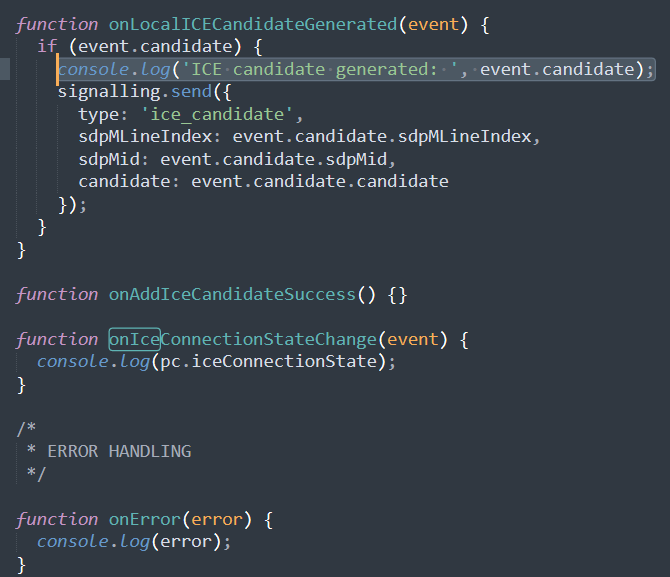 function onLocalICECandidateGenerated(event) {
  if (event.candidate) {
    console.log('ICE candidate generated: ', event.candidate);
    signalling.send({
      type: 'ice_candidate',
      sdpMLineIndex: event.candidate.sdpMLineIndex,
      sdpMid: event.candidate.sdpMid,
      candidate: event.candidate.candidate
    });
  }
}

function onAddIceCandidateSuccess() {}

function onIceConnectionStateChange(event) {
  console.log(pc.iceConnectionState);
}

/*
 * ERROR HANDLING
 */

function onError(error) {
  console.log(error);
}